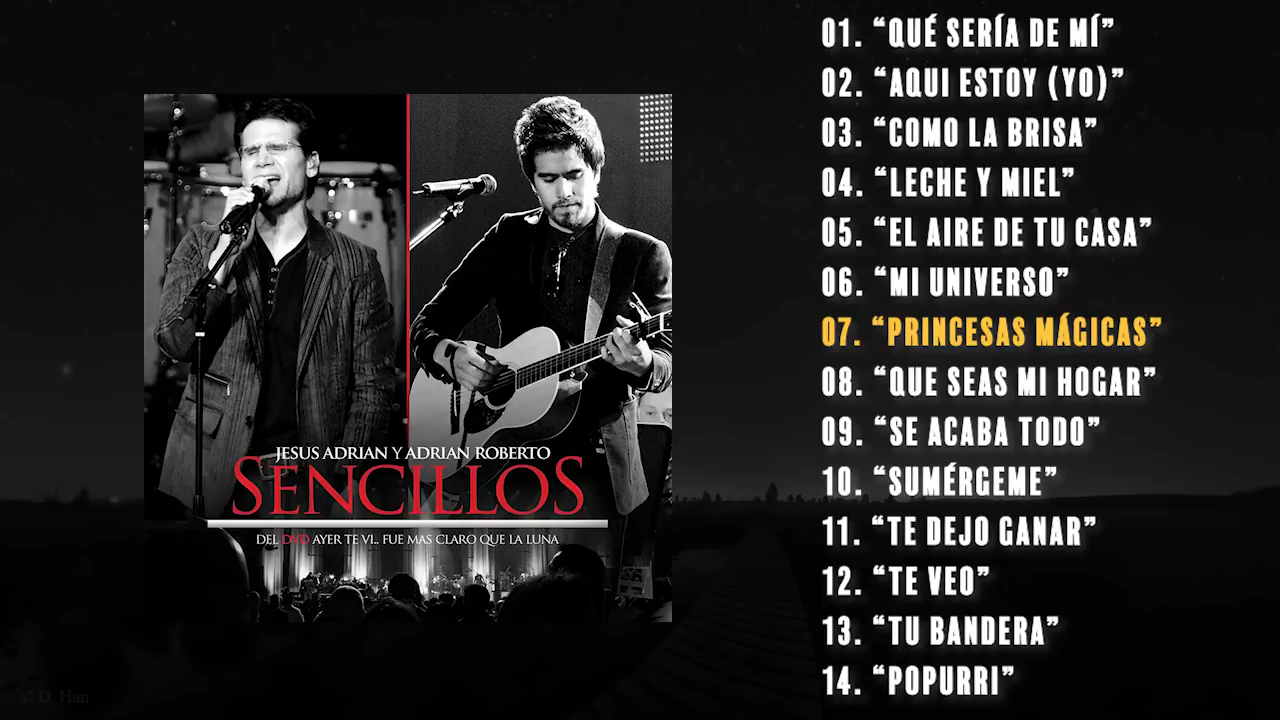 JESUS ADRIAN Y ADRIAN ROBERTO
SENCILLOS
DEL DVD AYER TE VI.. FUE MAS CLARO QUE LA LUNA
01. “QUÉ SERÍA DE MÍ”
02. “AQUI ESTOY (YO)”
03. “COMO LA BRISA”
04. “LECHE Y MIEL”
05. “EL AIRE DE TU CASA”
06. “MI UNIVERSO”
07. “PRINCESAS MÁGICAS”
08. “QUE SEAS MI HOGAR”
09. “SE ACABA TODO”
10. “SUMÉRGEME”
11. “TE DEJO GANAR”
12. “TE VEO”
13. “TU BANDERA”
14. “POPURRI”
© D. Han